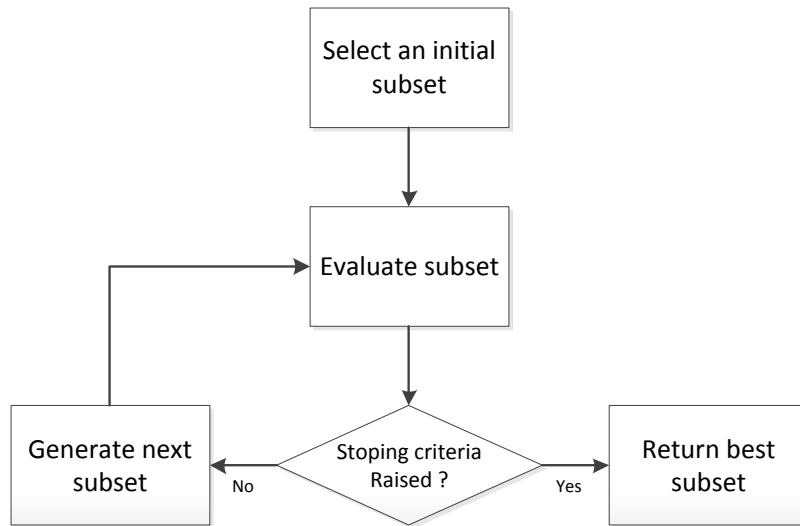 Select an initial
subset
Evaluate subset
Generate next
subset
No
Stoping criteria
Raised ?
Yes
Return best
subset